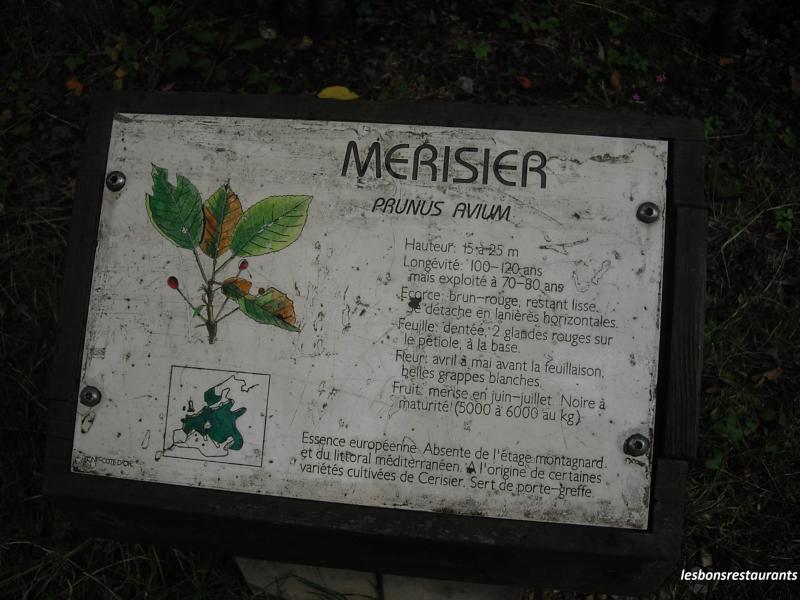 MERISIER
PRUNUS AVIUM
Hauteur: 15 à 25 m
Longévité: 100-120 ans
mais exploité à 70-80 ans
Ecorce: brun-rouge, restant lisse.
Se détache en lanières horizontales.
Feuille: dentée, 2 glandes rouges sur
le pétiole, à la base.
Fleur: avril à mai avant la feuillaison,
belles grappes blanches.
Fruit: merise en juin-juillet. Noire à
maturité (5000 à 6000 au kg)
Essence européenne. Absente de l'étage montagnard
et du littoral méditerranéen. A l'origine de certaines
variétés cultivées de Cerisier. Sert de porte-greffe.
lesbonsrestaurants